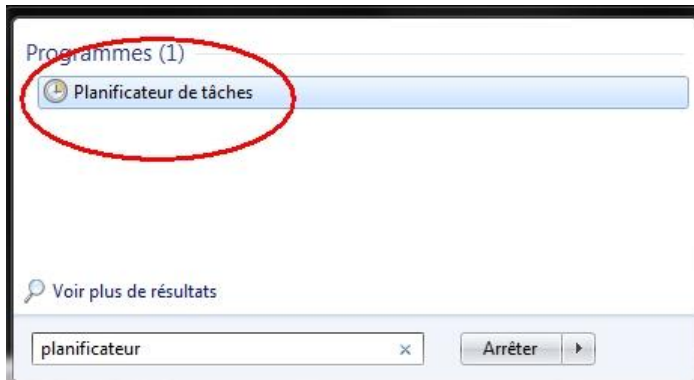 Programmes (1)
Planificateur de tâches
Voir plus de résultats
planificateur
Arrêter